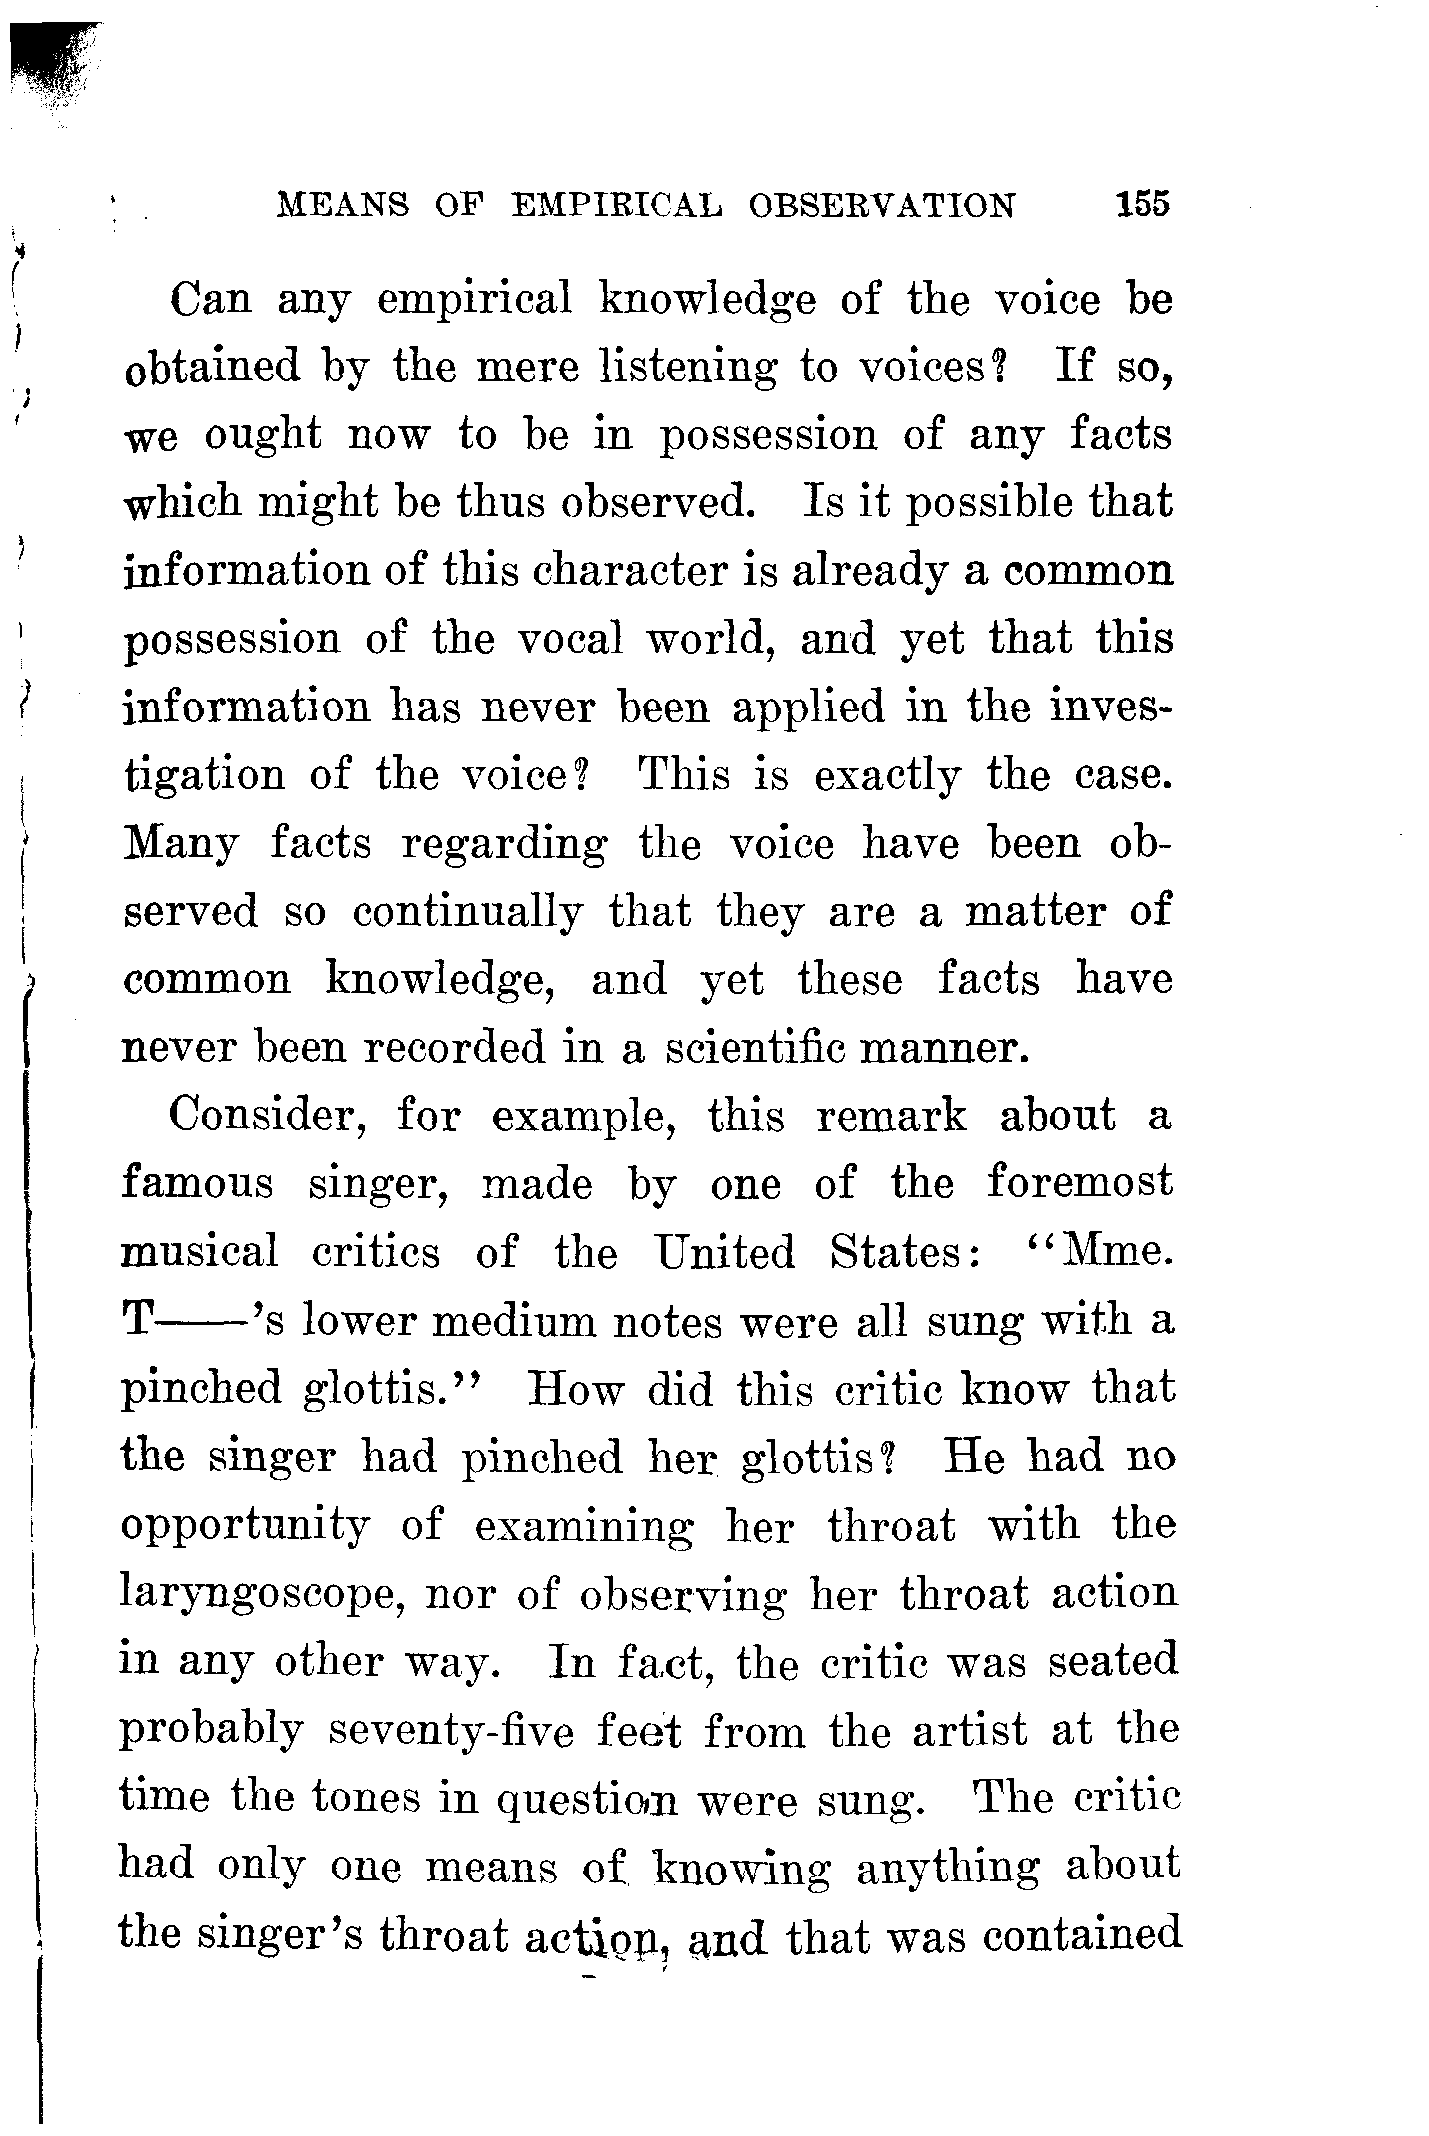 MEANS OF EMPIRICAL OBSERVATION 155
Can any empirical knowledge of the voice be
obtained by the mere listening to voices? If so,
we ought now to be in possession of any facts
which might be thus observed. Is it possible that
information of this character is already a common
possession of the vocal world, and yet that this
information has never been applied in the inves-
tigation of the voice? This is exactly the case.
Many facts regarding the voice have been ob-
served so continually that they are a matter of
common knowledge, and yet these facts have
never been recorded in a scientific manner.
Consider, for example, this remark about a
famous singer, made by one of the foremost
musical critics of the United States: “Mme.
T——’s lower medium notes were all sung with a
pinched glottis.” How did this critic know that
the singer had pinched her glottis? He had no
opportunity of examining her throat with the
laryngoscope, nor of observing her throat action
in any other way. In fact, the critic was seated
probably seventy-five feet from the artist at the
time the tones in question were sung. The critic
had only one means of knowing anything about
the singer’s throat action, and that was contained